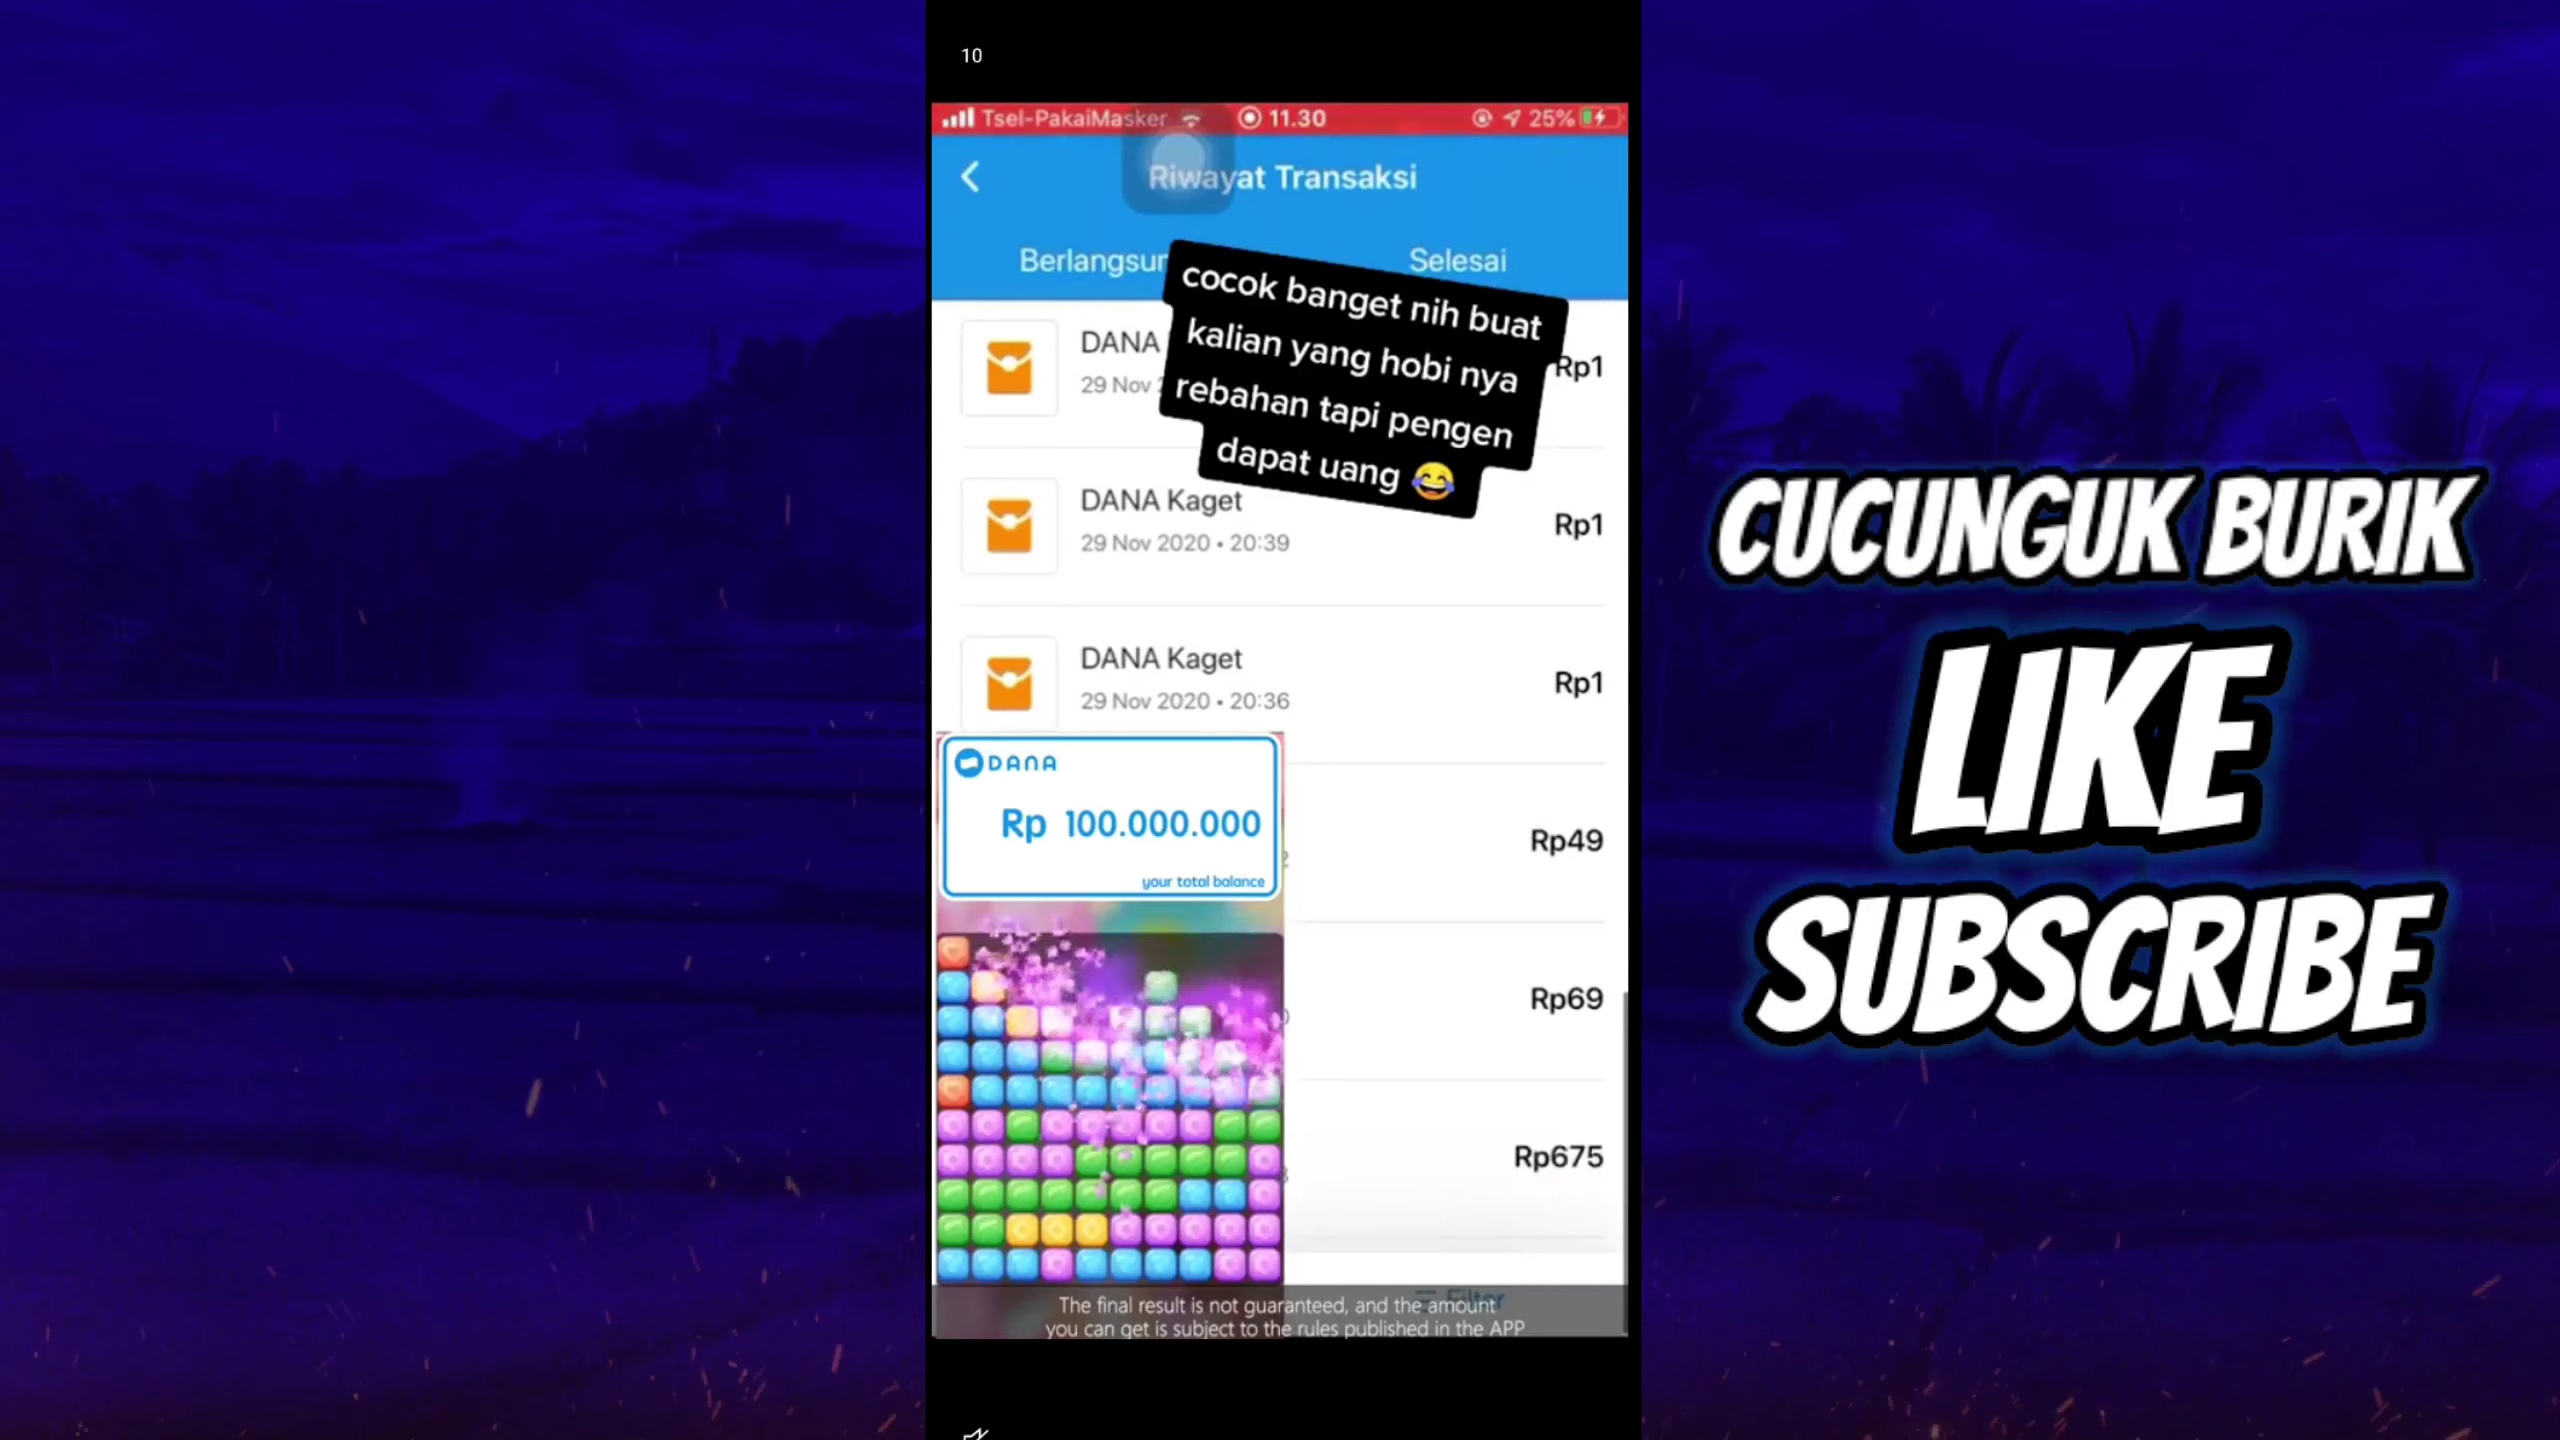 10
Tsel-PakaiMasker 11.30 25%
Riwayat Transaksi
Selesai
cocok banget nih buat
kalian yang hobi nya
rebahan tapi pengen
dapat uang 😂
DANA
29 Nov
Rp1
DANA Kaget
29 Nov 2020 • 20:39
Rp1
DANA Kaget
29 Nov 2020 • 20:36
Rp1
DANA
Rp 100.000.000
your total balance
Rp49
Rp69
Rp675
Filter
The final result is not guaranteed, and the amount
you can get is subject to the rules published in the APP
CUCUNGUK BURIK
LIKE
SUBSCRIBE